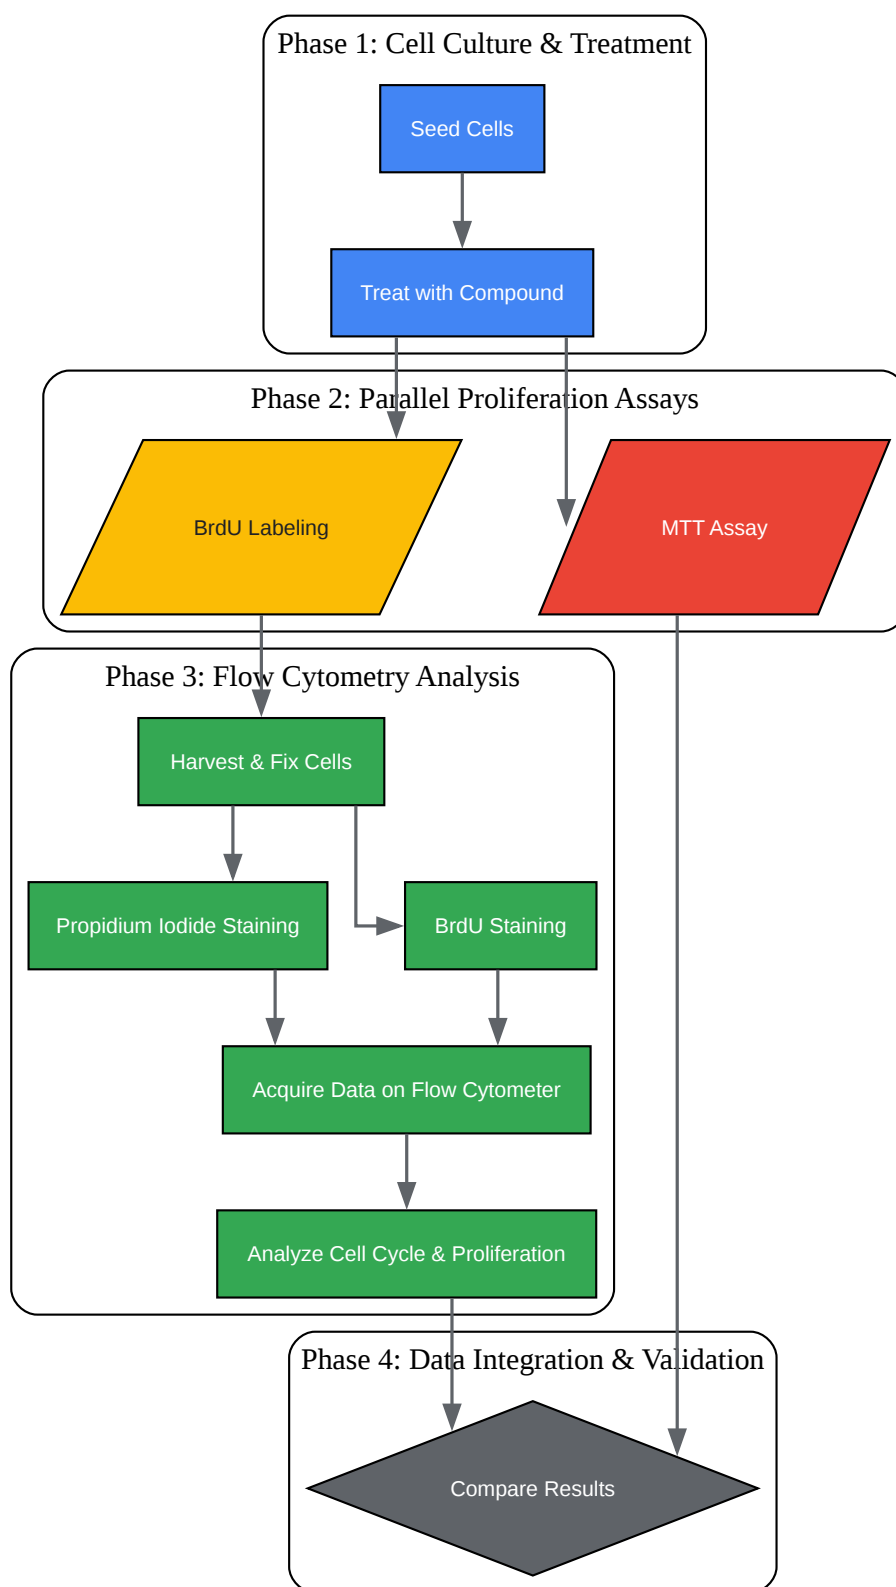 Phase 1: Cell Culture & Treatment
Seed Cells
Treat with Compound
Phase 2: Parallel Proliferation Assays
BrdU Labeling
MTT Assay
Phase 3: Flow Cytometry Analysis
Harvest & Fix Cells
Propidium Iodide Staining
BrdU Staining
Acquire Data on Flow Cytometer
Analyze Cell Cycle & Proliferation
Phase 4: Data Integration & Validation
Compare Results